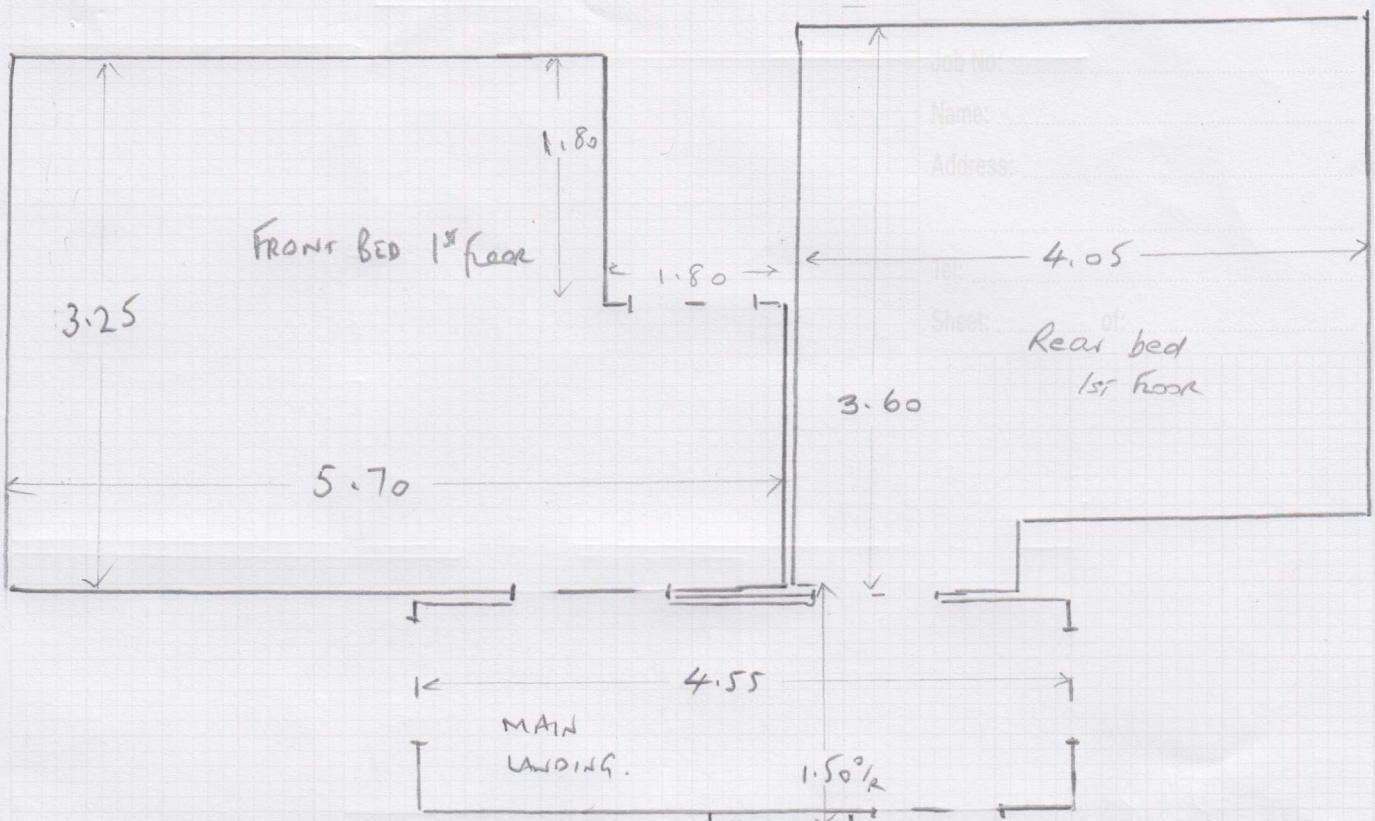 Job No:
Name:
Address:
1.80
FRONT BED 1st floor
1.80
4.05
Tel:
3.25
Sheet: of:
Rear bed
1st Floor
3.60
5.70
4.55
MAIN
LANDING.
1.50 o/R